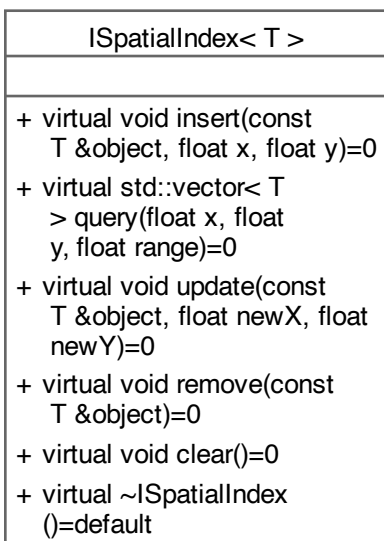 ISpatialIndex< T >
+ virtual void insert(const
T &object, float x, float y)=0
+ virtual std::vector< T
> query(float x, float
y, float range)=0
+ virtual void update(const
T &object, float newX, float
newY)=0
+ virtual void remove(const
T &object)=0
+ virtual void clear()=0
+ virtual ~ISpatialIndex
()=default